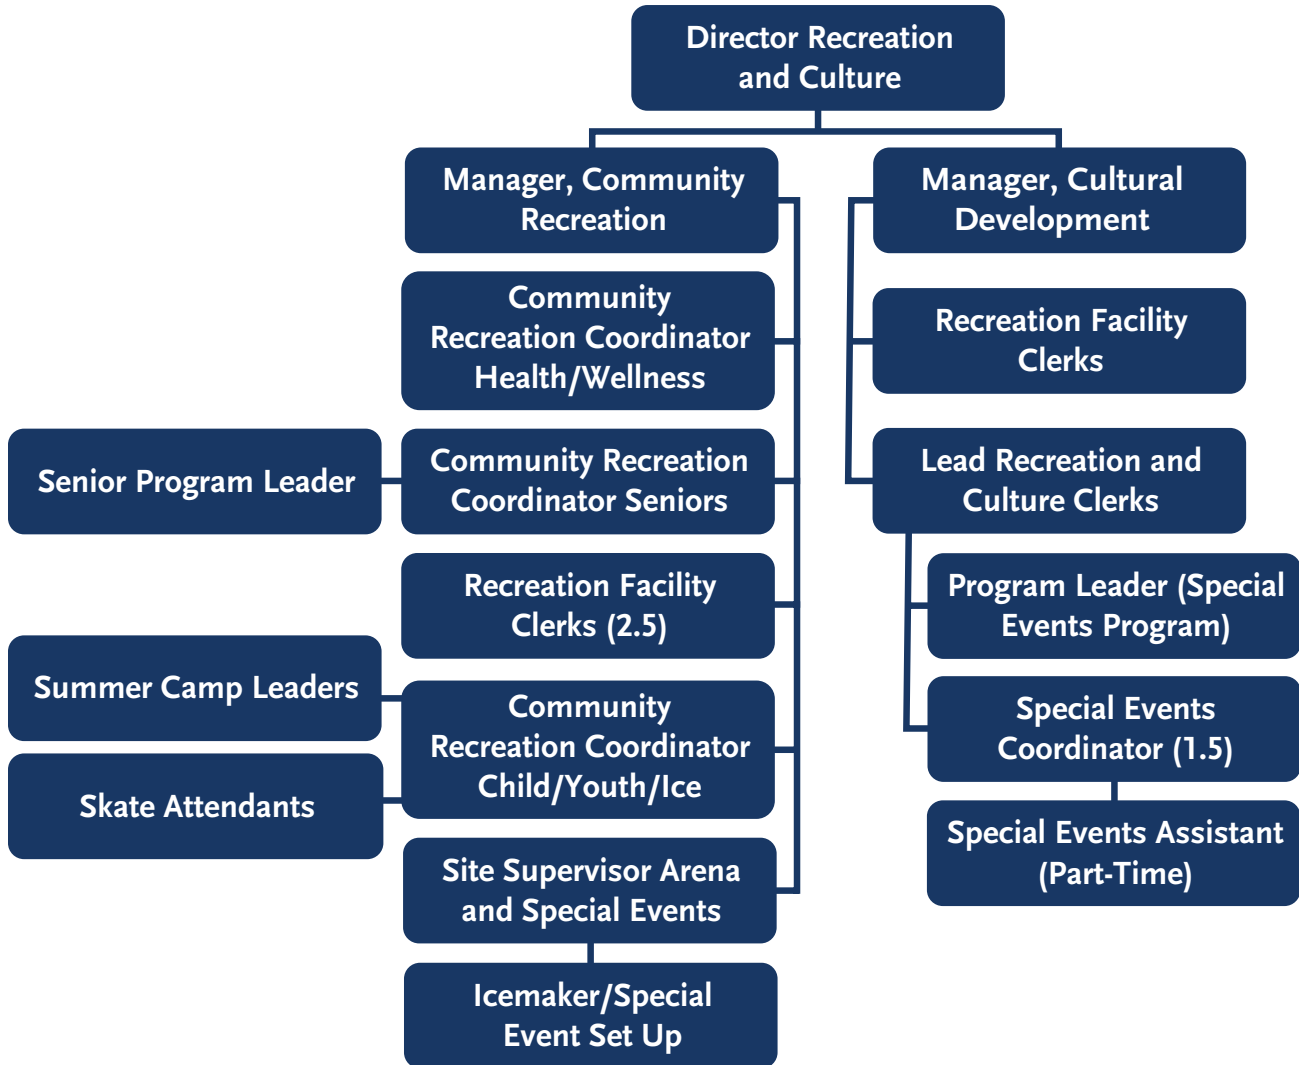 Director Recreation
and Culture
Manager, Community
Recreation
Manager, Cultural
Development
Community
Recreation Coordinator
Health/Wellness
Recreation Facility
Clerks
Senior Program Leader
Community Recreation
Coordinator Seniors
Lead Recreation and
Culture Clerks
Recreation Facility
Clerks (2.5)
Program Leader (Special
Events Program)
Summer Camp Leaders
Community
Recreation Coordinator
Child/Youth/Ice
Special Events
Coordinator (1.5)
Skate Attendants
Special Events Assistant
(Part-Time)
Site Supervisor Arena
and Special Events
Icemaker/Special
Event Set Up